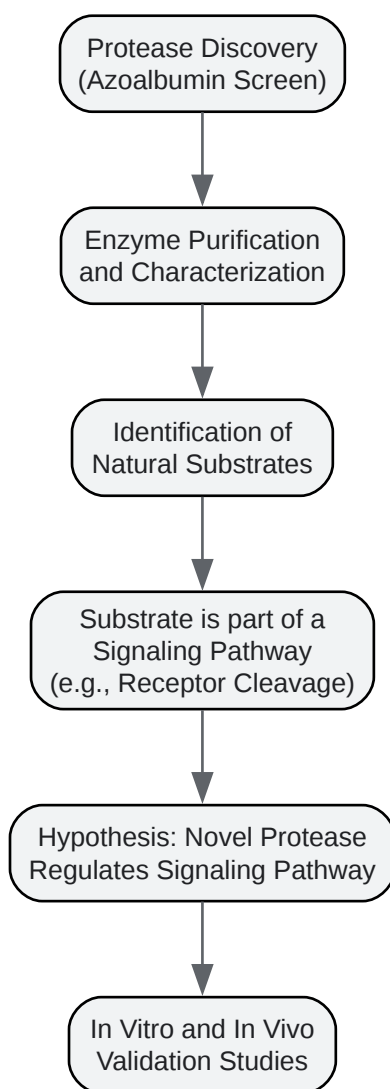 Protease Discovery
(Azoalbumin Screen)
Enzyme Purification
and Characterization
Identification of
Natural Substrates
Substrate is part of a
Signaling Pathway
(e.g., Receptor Cleavage)
Hypothesis: Novel Protease
Regulates Signaling Pathway
In Vitro and In Vivo
Validation Studies